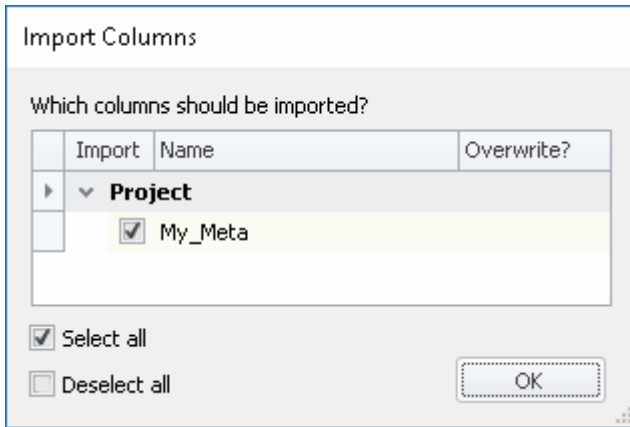 Import Columns
Which columns should be imported?
Import Name Overwrite?
Project
My_Meta
Select all
Deselect all
OK